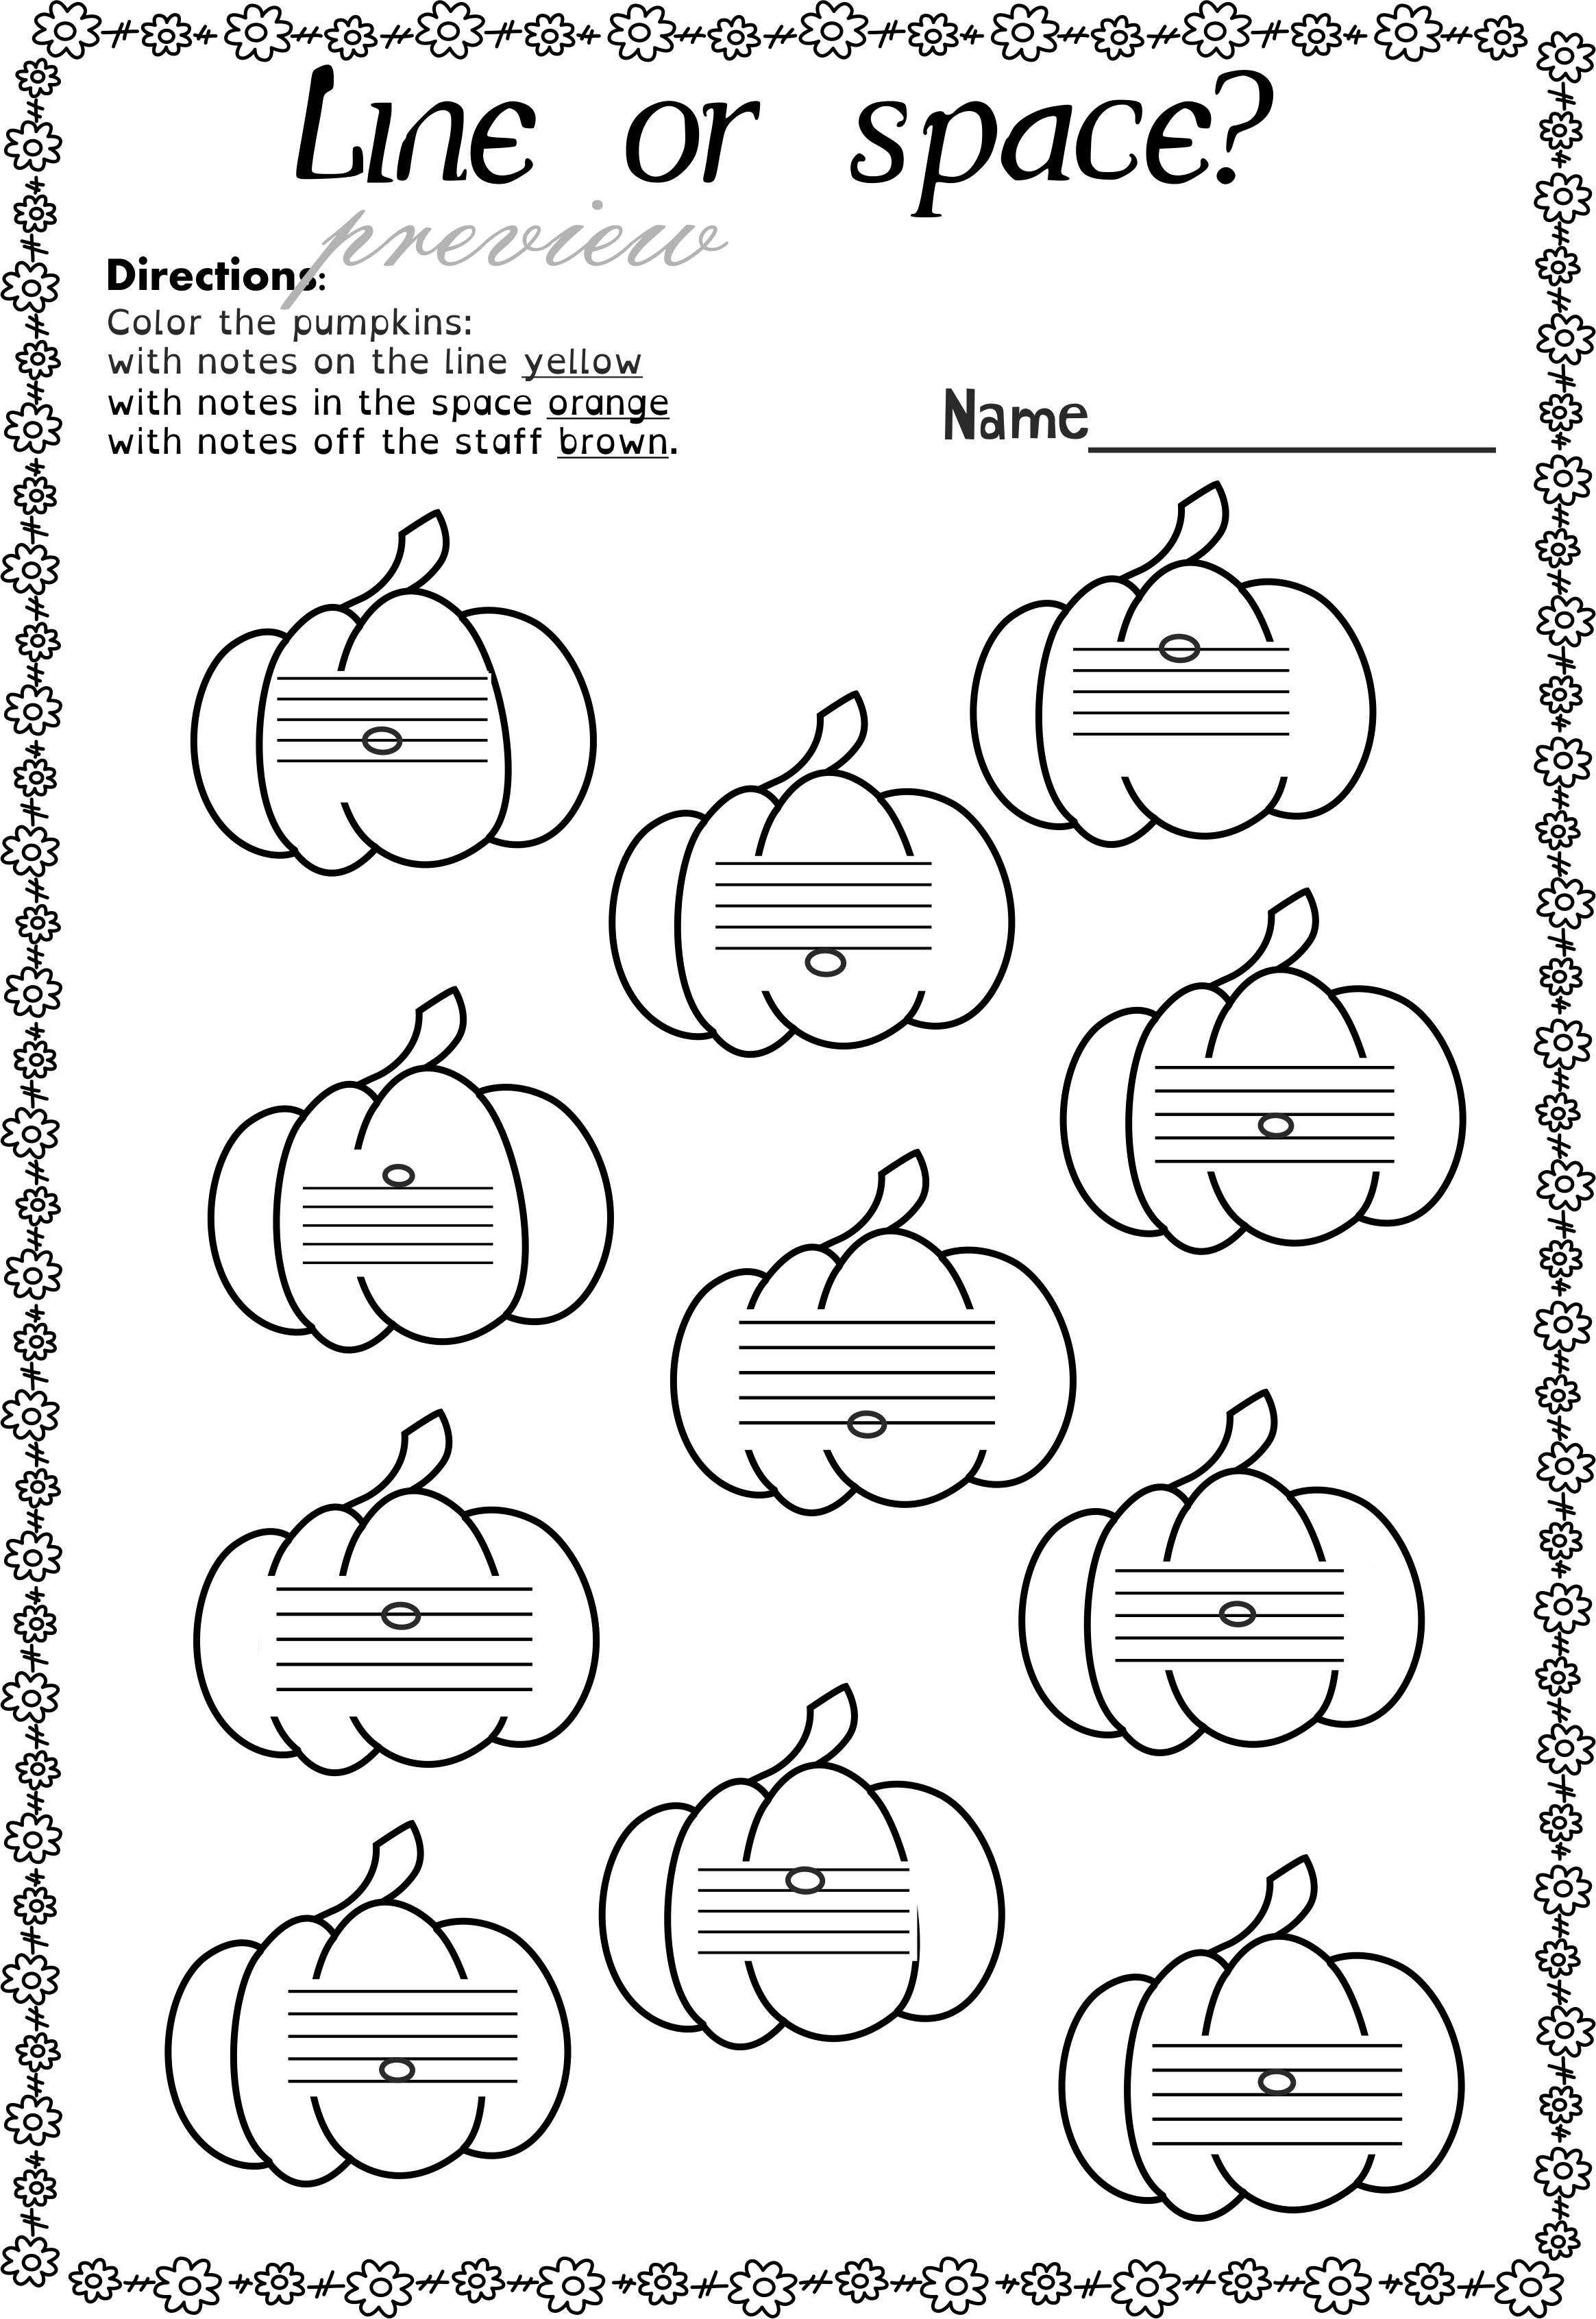 Line or space?
preview
Directions:
Color the pumpkins:
with notes on the line yellow
with notes in the space orange
with notes off the staff brown.
Name